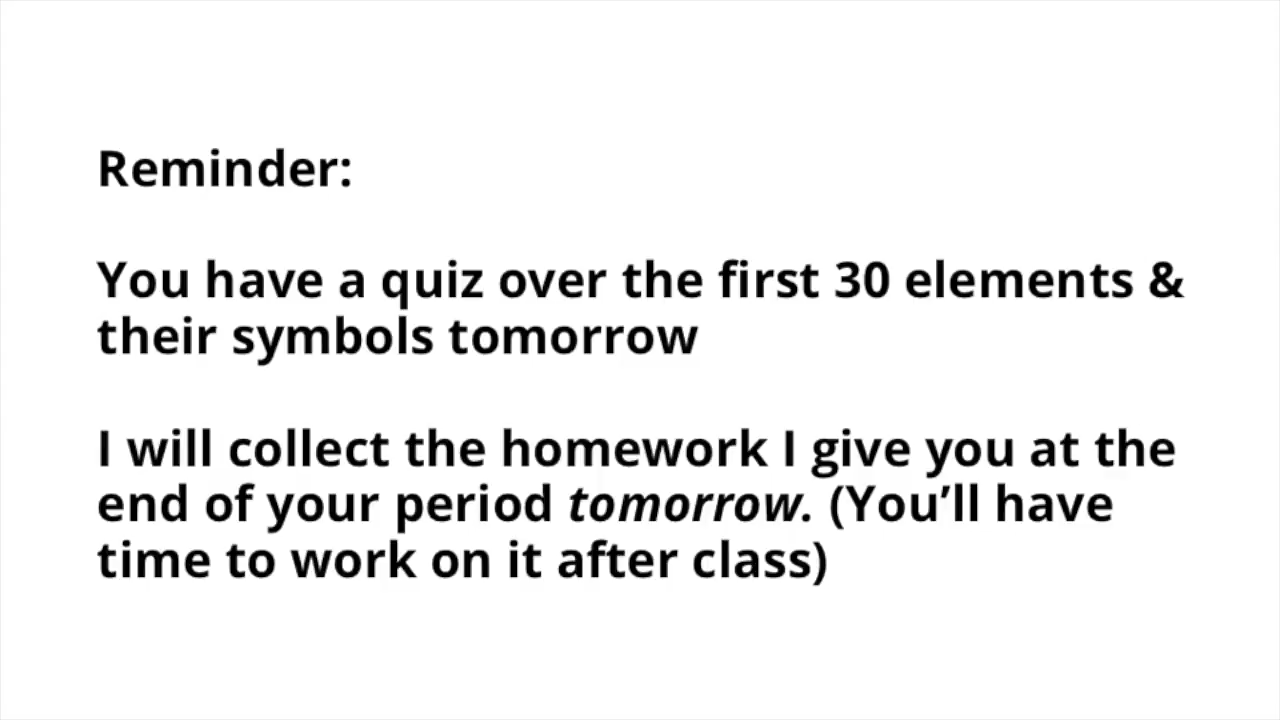 Reminder:
You have a quiz over the first 30 elements &
their symbols tomorrow
I will collect the homework I give you at the
end of your period tomorrow. (You’ll have
time to work on it after class)